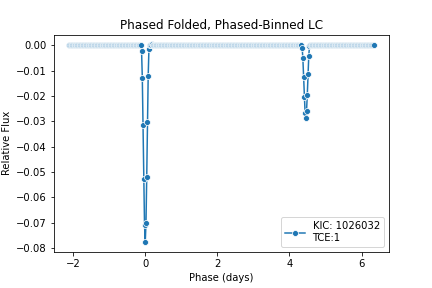 Phased Folded, Phased-Binned LC
0.00
−0.01
−0.02
−0.03
−0.04
−0.05
−0.06
−0.07
−0.08
Relative Flux
KIC: 1026032
TCE:1
−2
0
2
4
6
Phase (days)